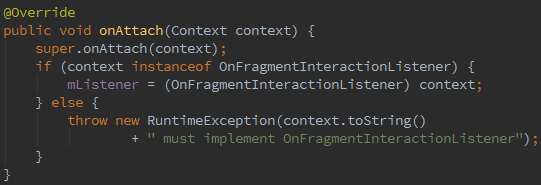 @Override
public void onAttach(Context context) {
    super.onAttach(context);
    if (context instanceof OnFragmentInteractionListener) {
        mListener = (OnFragmentInteractionListener) context;
    } else {
        throw new RuntimeException(context.toString()
                + " must implement OnFragmentInteractionListener");
    }
}